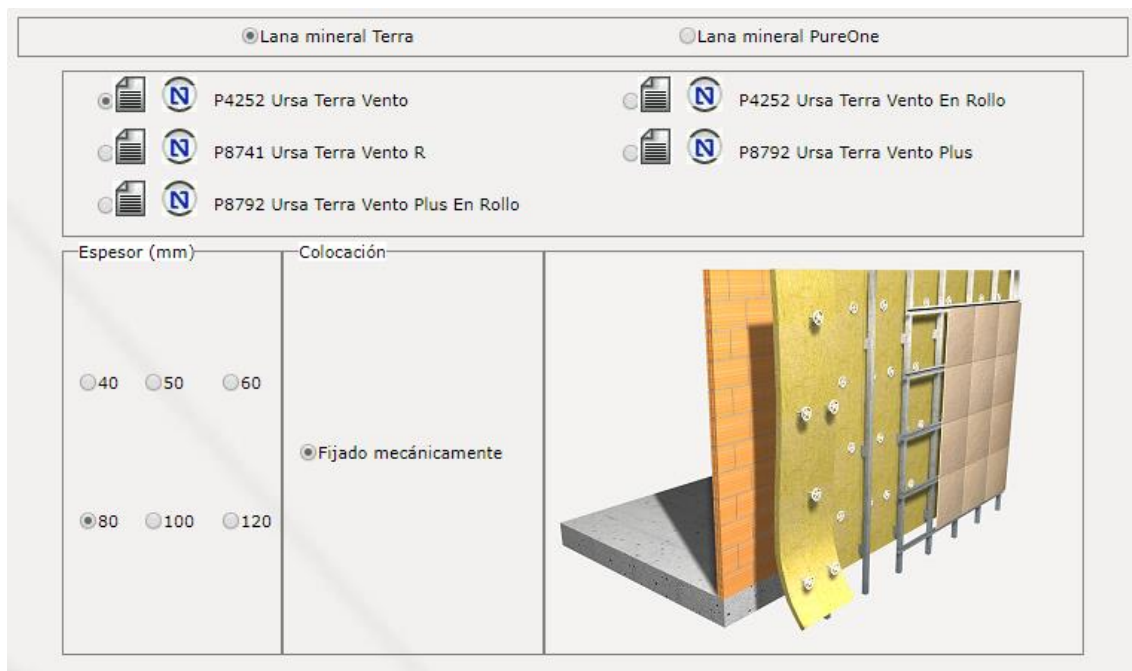 Lana mineral Terra Lana mineral PureOne
N P4252 Ursa Terra Vento N P4252 Ursa Terra Vento En Rollo
N P8741 Ursa Terra Vento R N P8792 Ursa Terra Vento Plus
N P8792 Ursa Terra Vento Plus En Rollo
Espesor (mm) Colocación
40 50 60
Fijado mecánicamente
80 100 120